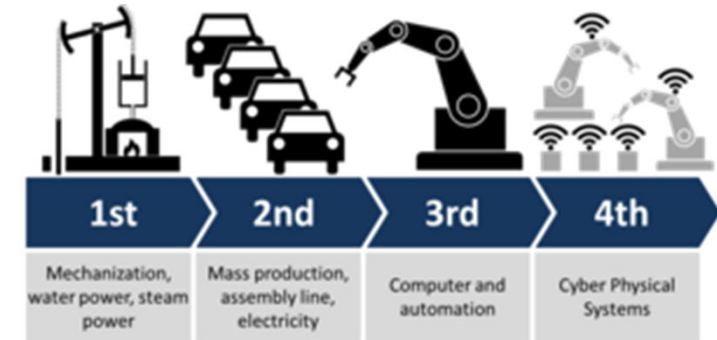 1st
2nd
3rd
4th
Mechanization,
water power, steam
power
Mass production,
assembly line,
electricity
Computer and
automation
Cyber Physical
Systems